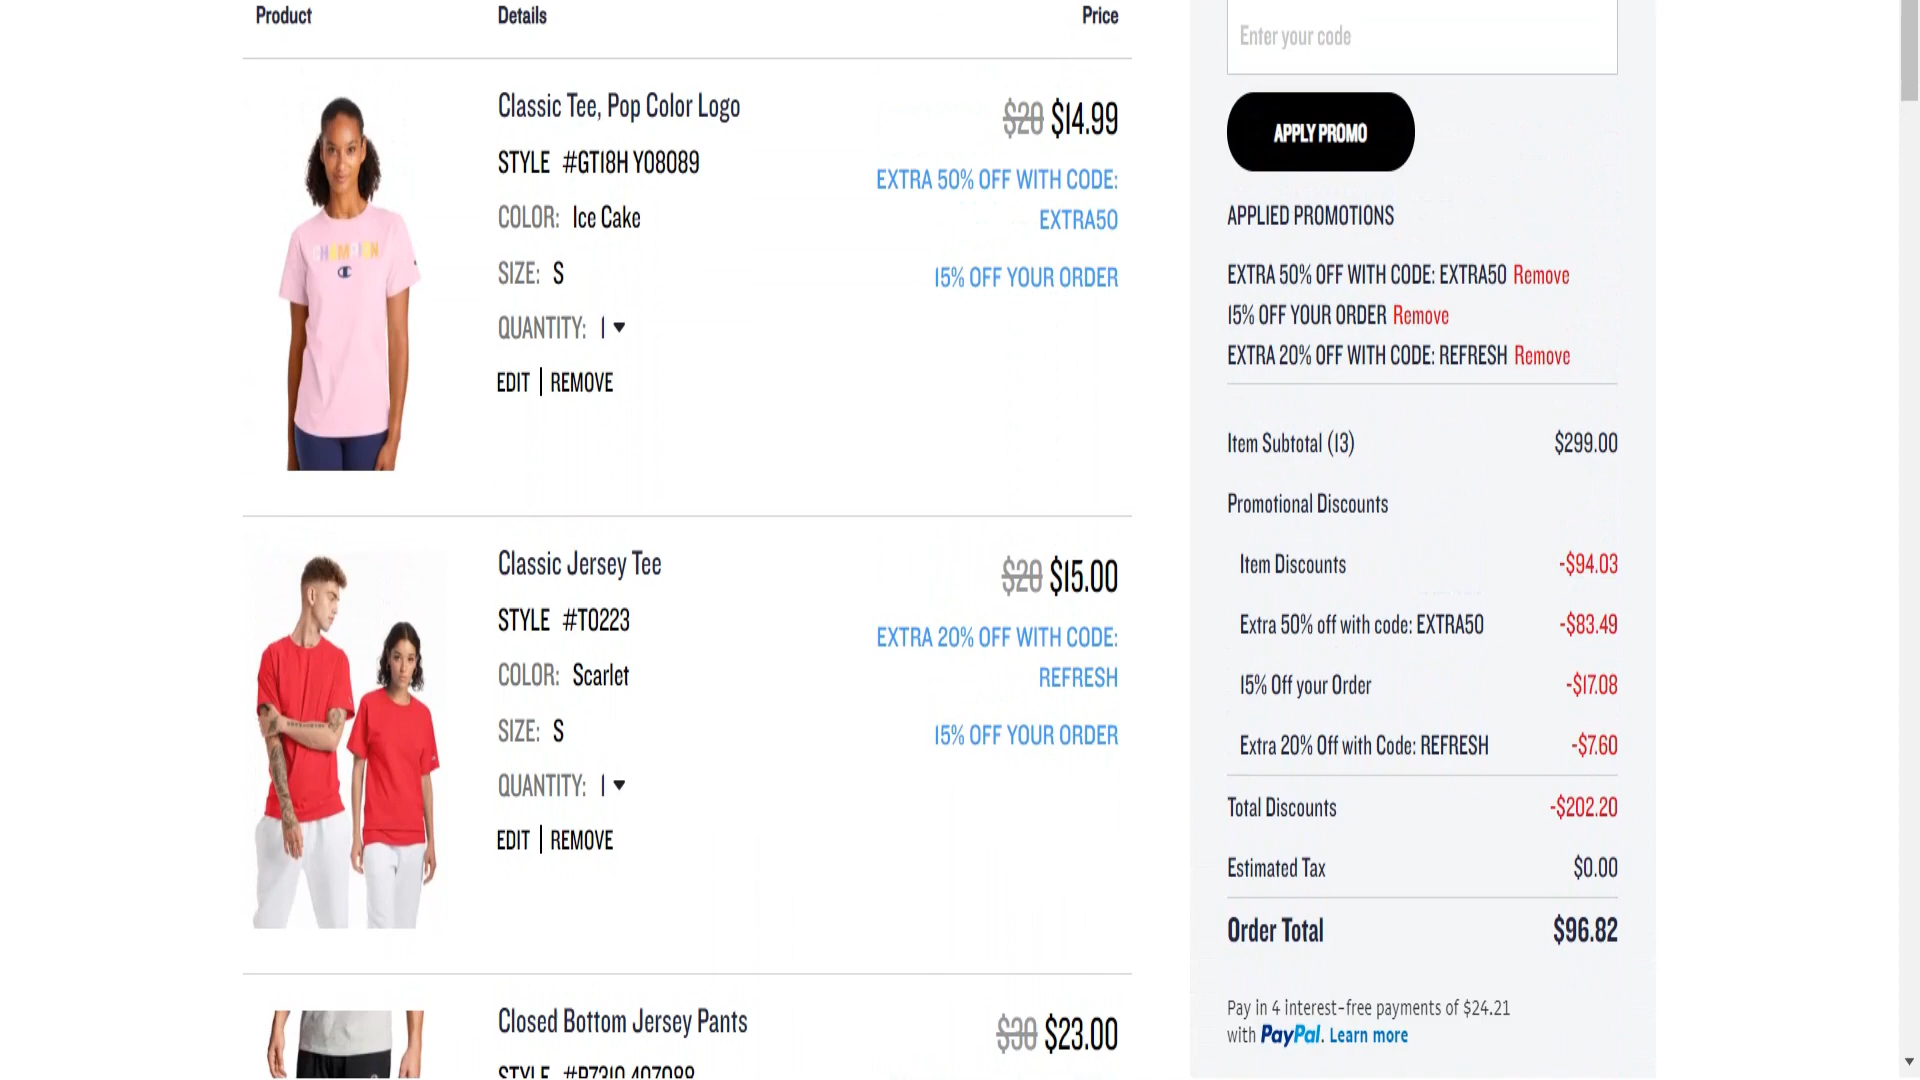 Product Details Price
Classic Tee, Pop Color Logo
$20 $14.99
STYLE #GT18H Y08089
EXTRA 50% OFF WITH CODE:
EXTRA50
COLOR: Ice Cake
SIZE: S
15% OFF YOUR ORDER
QUANTITY: 1
EDIT | REMOVE
CHAMPION
Classic Jersey Tee
$20 $15.00
STYLE #T0223
EXTRA 20% OFF WITH CODE:
REFRESH
COLOR: Scarlet
SIZE: S
15% OFF YOUR ORDER
QUANTITY: 1
EDIT | REMOVE
Closed Bottom Jersey Pants
$30 $23.00
STYLE #P7310 407088
Enter your code
APPLY PROMO
APPLIED PROMOTIONS
EXTRA 50% OFF WITH CODE: EXTRA50 Remove
15% OFF YOUR ORDER Remove
EXTRA 20% OFF WITH CODE: REFRESH Remove
Item Subtotal (13) $299.00
Promotional Discounts
Item Discounts -$94.03
Extra 50% off with code: EXTRA50 -$83.49
15% Off your Order -$17.08
Extra 20% Off with Code: REFRESH -$7.60
Total Discounts -$202.20
Estimated Tax $0.00
Order Total $96.82
Pay in 4 interest-free payments of $24.21
with PayPal. Learn more